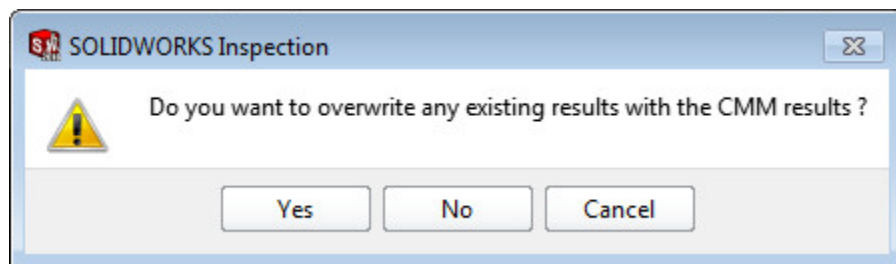 SOLIDWORKS Inspection
Do you want to overwrite any existing results with the CMM results ?
Yes
No
Cancel